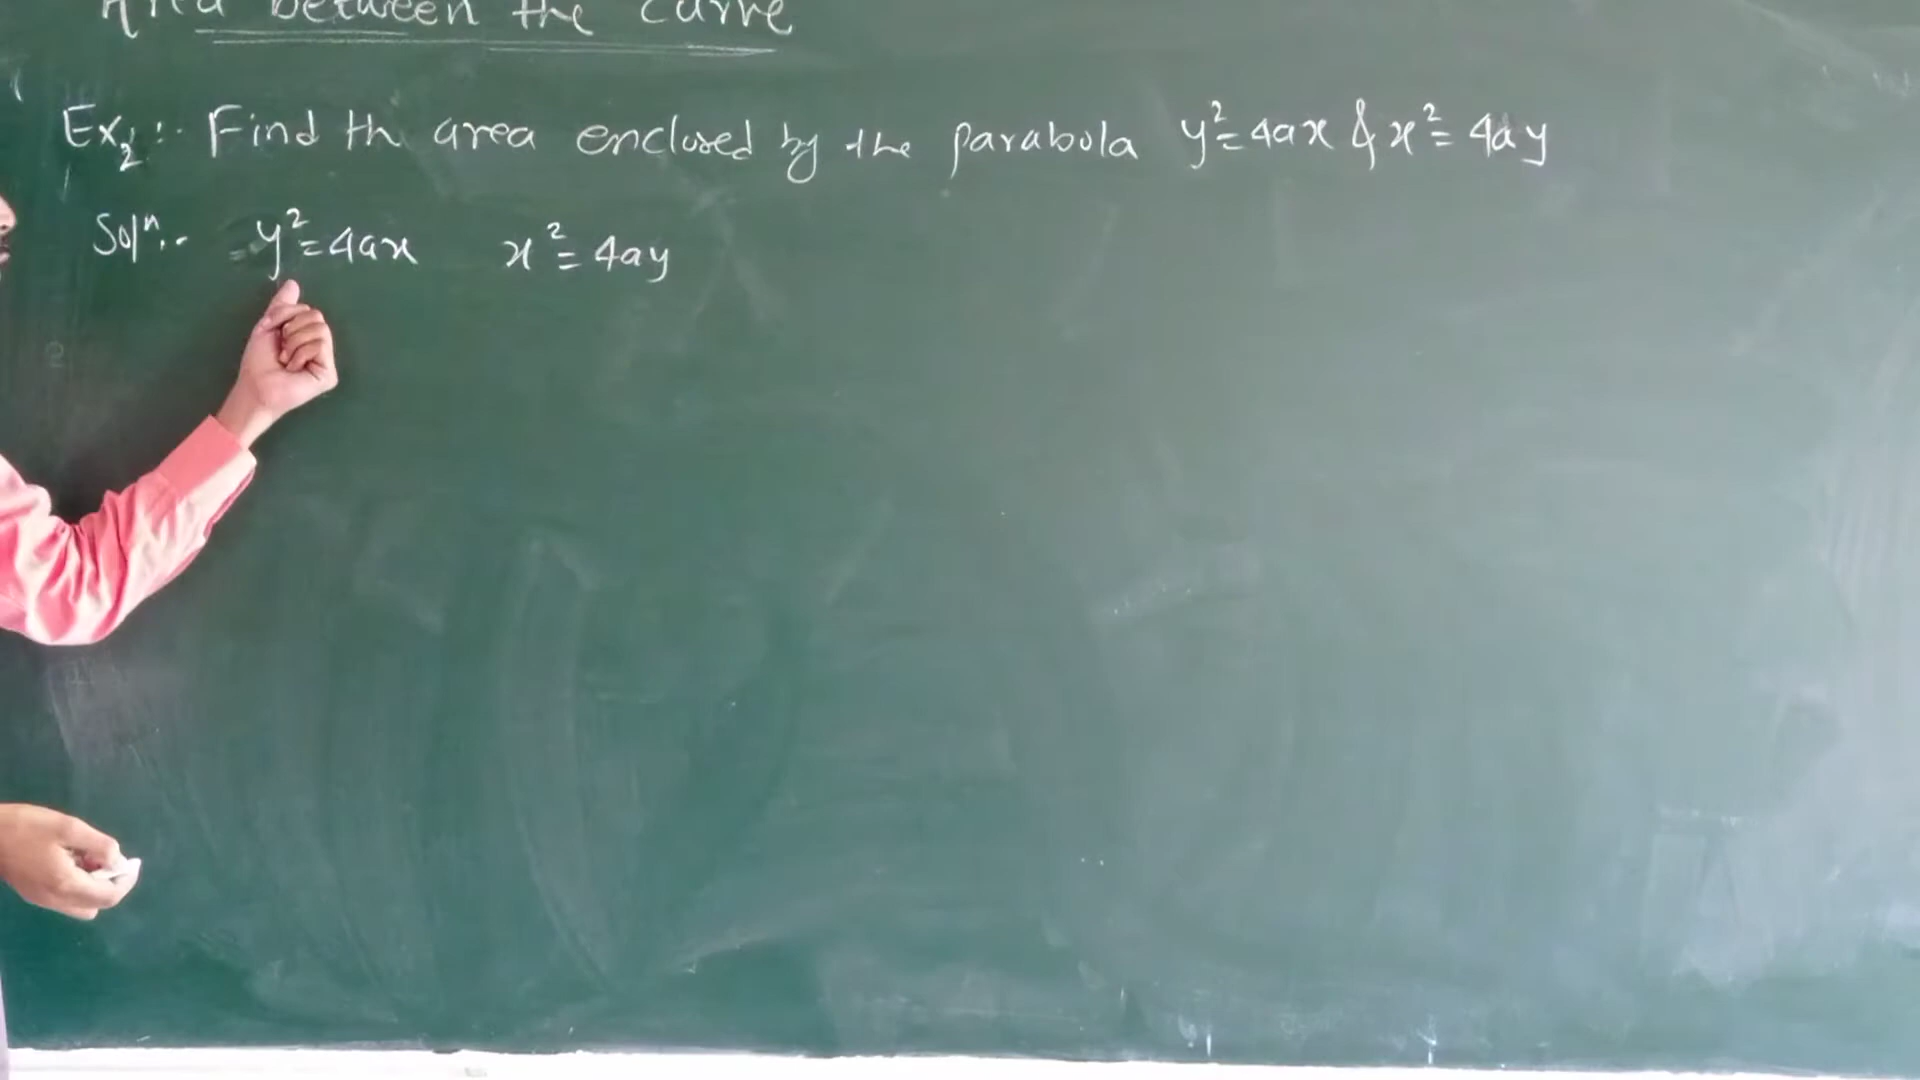 Area between the curve
Ex2:- Find th area enclosed by the parabola y²=4ax & x²=4ay
Solⁿ:- y²=4ax x²=4ay